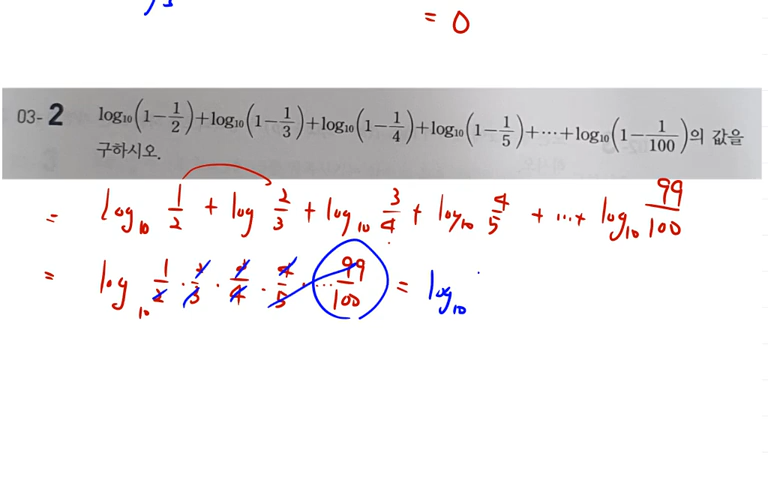 = 0
03-2 log₁₀(1-1/2)+log₁₀(1-1/3)+log₁₀(1-1/4)+log₁₀(1-1/5)+⋯+log₁₀(1-1/100)의 값을
구하시오.
= log₁₀ 1/2 + log 2/3 + log₁₀ 3/4 + log₁₀ 4/5 + ... + log₁₀ 99/100
= log₁₀ 1/2 · 2/3 · 3/4 · 4/5 · ... 99/100 = log₁₀